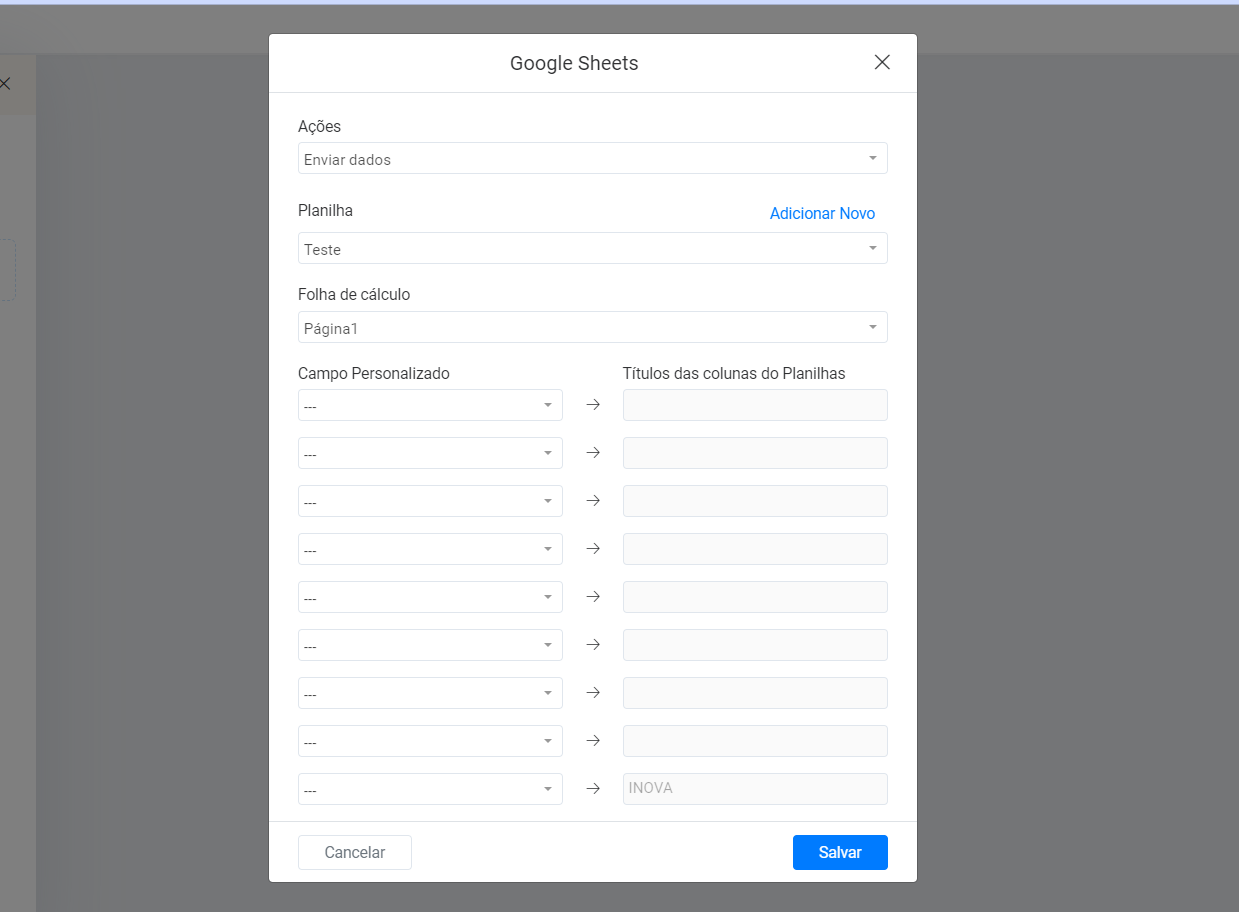 Google Sheets
Ações
Enviar dados
Planilha
Adicionar Novo
Teste
Folha de cálculo
Página1
Campo Personalizado
Títulos das colunas do Planilhas
---
---
---
---
---
---
---
---
---
INOVA
Cancelar
Salvar